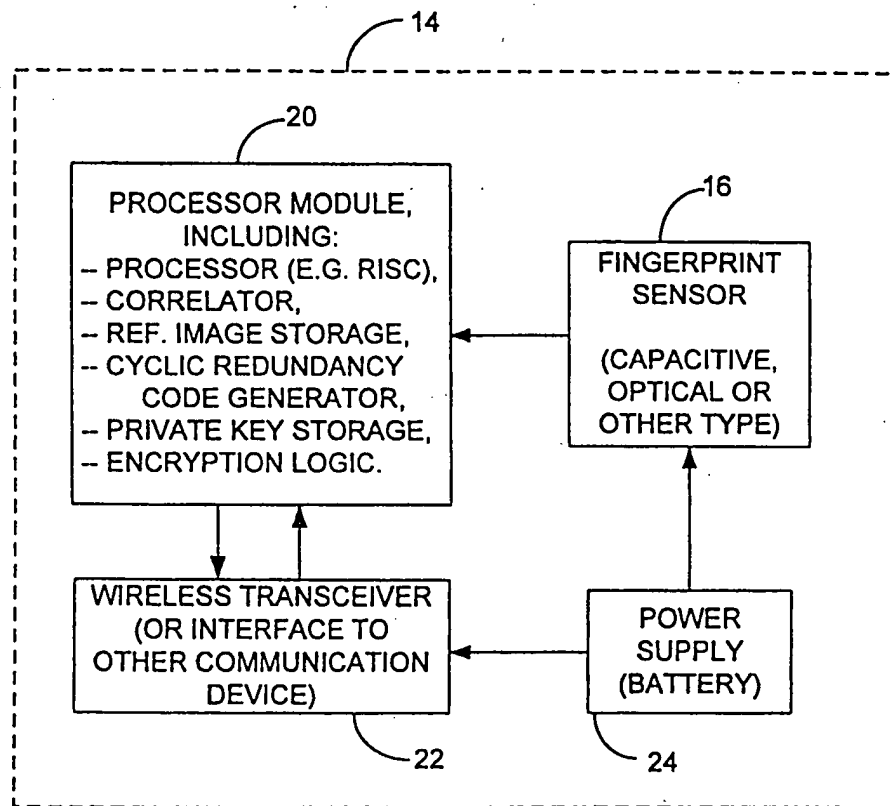 14
20
PROCESSOR MODULE,
INCLUDING:
-- PROCESSOR (E.G. RISC),
-- CORRELATOR,
-- REF. IMAGE STORAGE,
-- CYCLIC REDUNDANCY
CODE GENERATOR,
-- PRIVATE KEY STORAGE,
-- ENCRYPTION LOGIC.
16
FINGERPRINT
SENSOR
(CAPACITIVE,
OPTICAL OR
OTHER TYPE)
WIRELESS TRANSCEIVER
(OR INTERFACE TO
OTHER COMMUNICATION
DEVICE)
22
POWER
SUPPLY
(BATTERY)
24